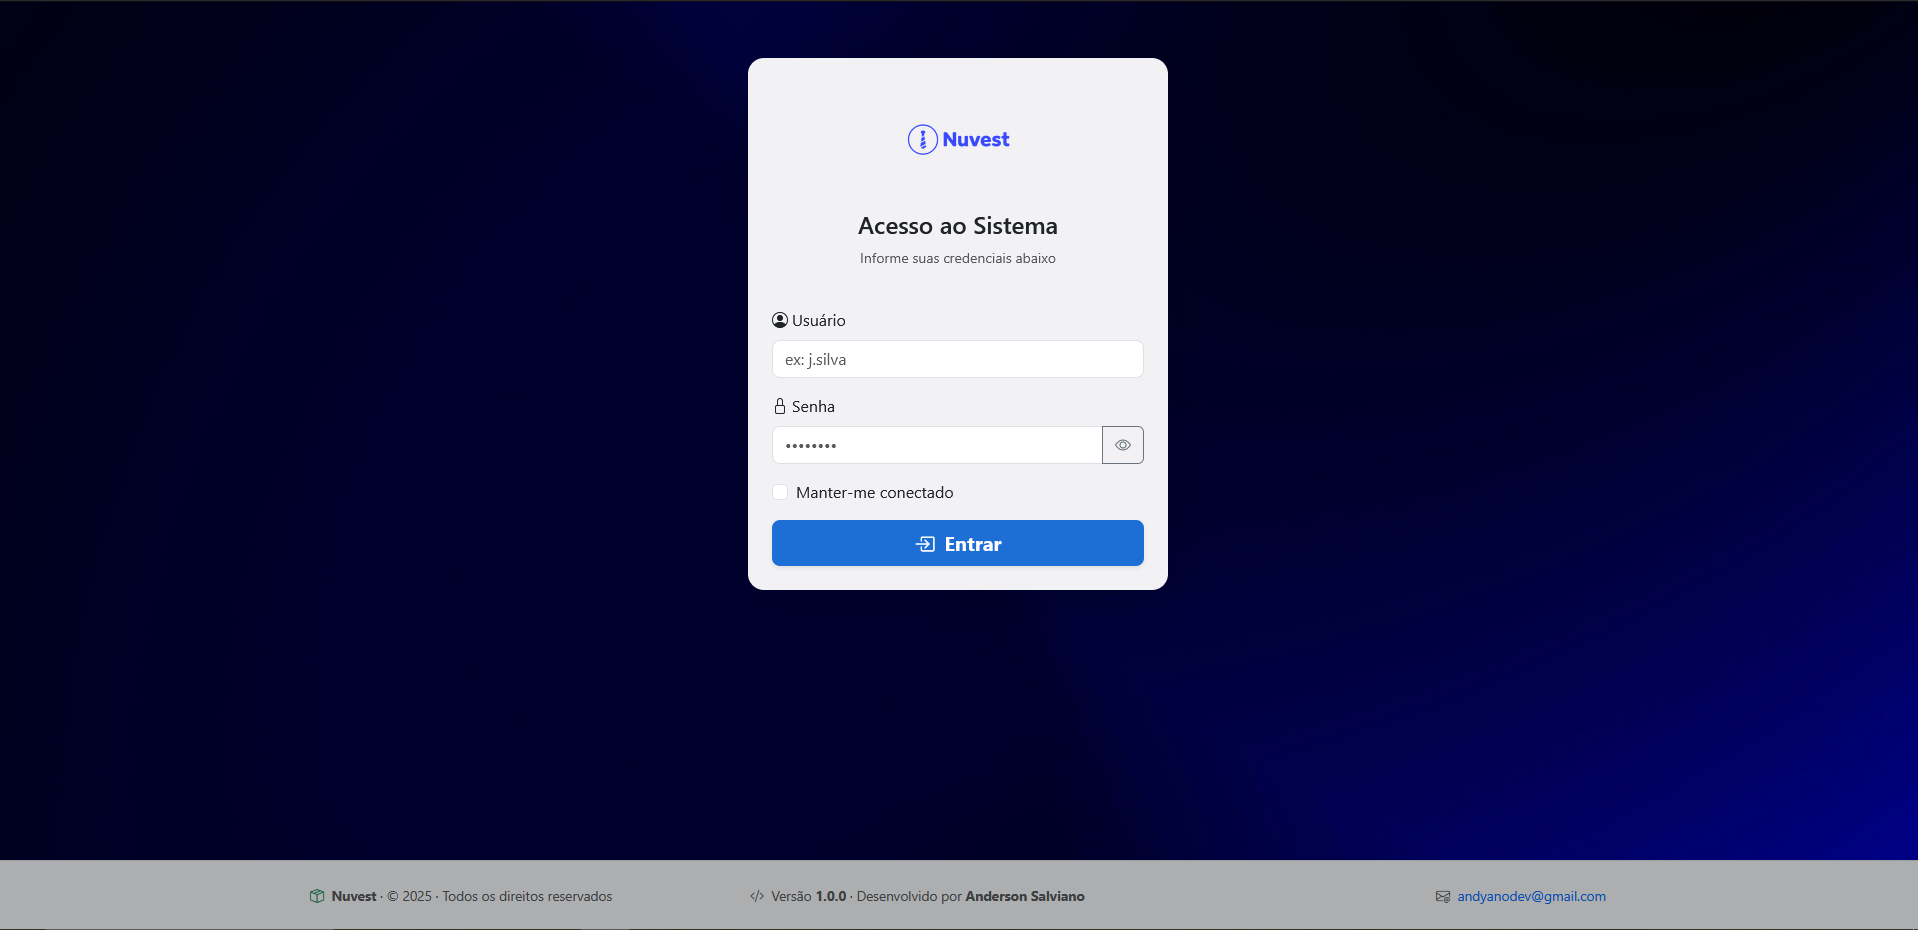 Nuvest
Acesso ao Sistema
Informe suas credenciais abaixo
Usuário
ex: j.silva
Senha
••••••••
Manter-me conectado
Entrar
Nuvest · © 2025 · Todos os direitos reservados
Versão 1.0.0 · Desenvolvido por Anderson Salviano
andyanodev@gmail.com